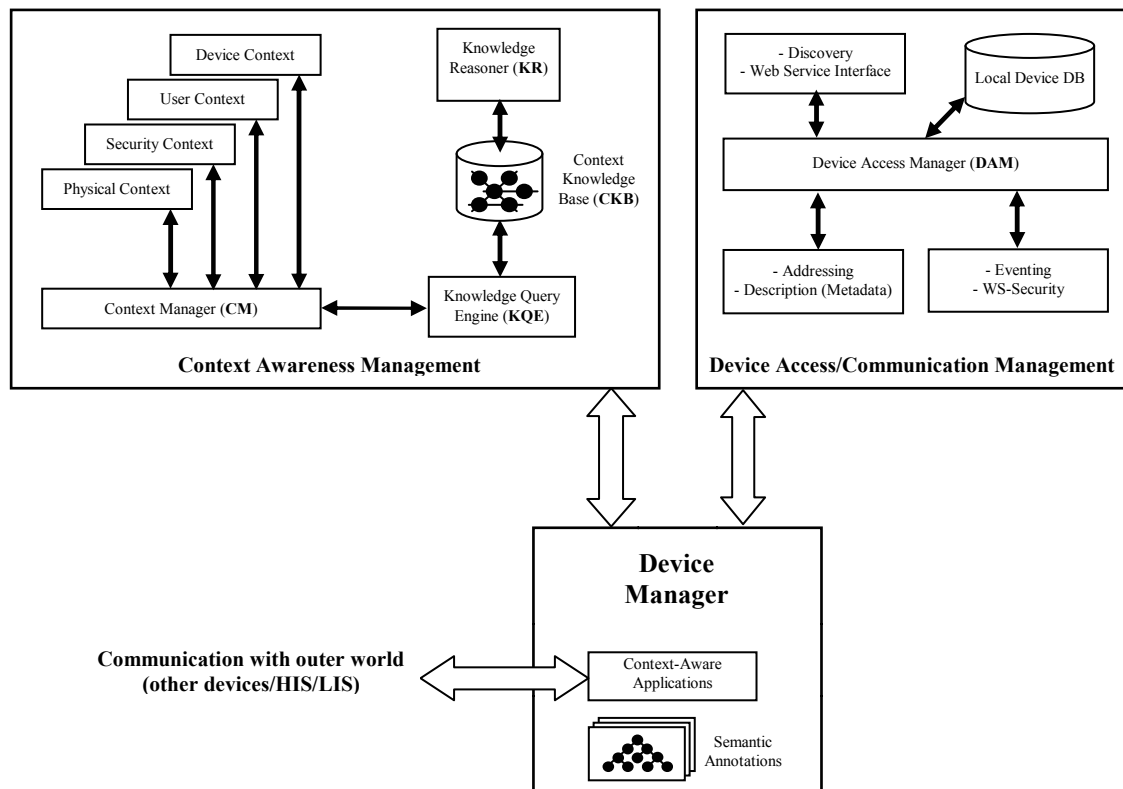 Device Context
User Context
Security Context
Physical Context
Context Manager (CM)
Knowledge
Reasoner (KR)
Context
Knowledge
Base (CKB)
Knowledge Query
Engine (KQE)
Context Awareness Management
- Discovery
- Web Service Interface
Local Device DB
Device Access Manager (DAM)
- Addressing
- Description (Metadata)
- Eventing
- WS-Security
Device Access/Communication Management
Device
Manager
Communication with outer world
(other devices/HIS/LIS)
Context-Aware
Applications
Semantic
Annotations